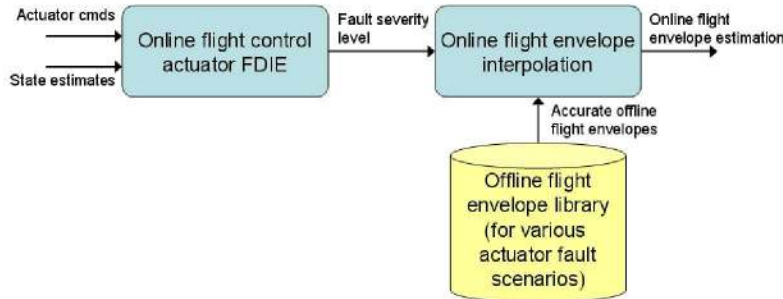 Actuator cmds
State estimates
Online flight control
actuator FDIE
Fault severity
level
Online flight envelope
interpolation
Online flight
envelope estimation
Accurate offline
flight envelopes
Offline flight
envelope library
(for various
actuator fault
scenarios)